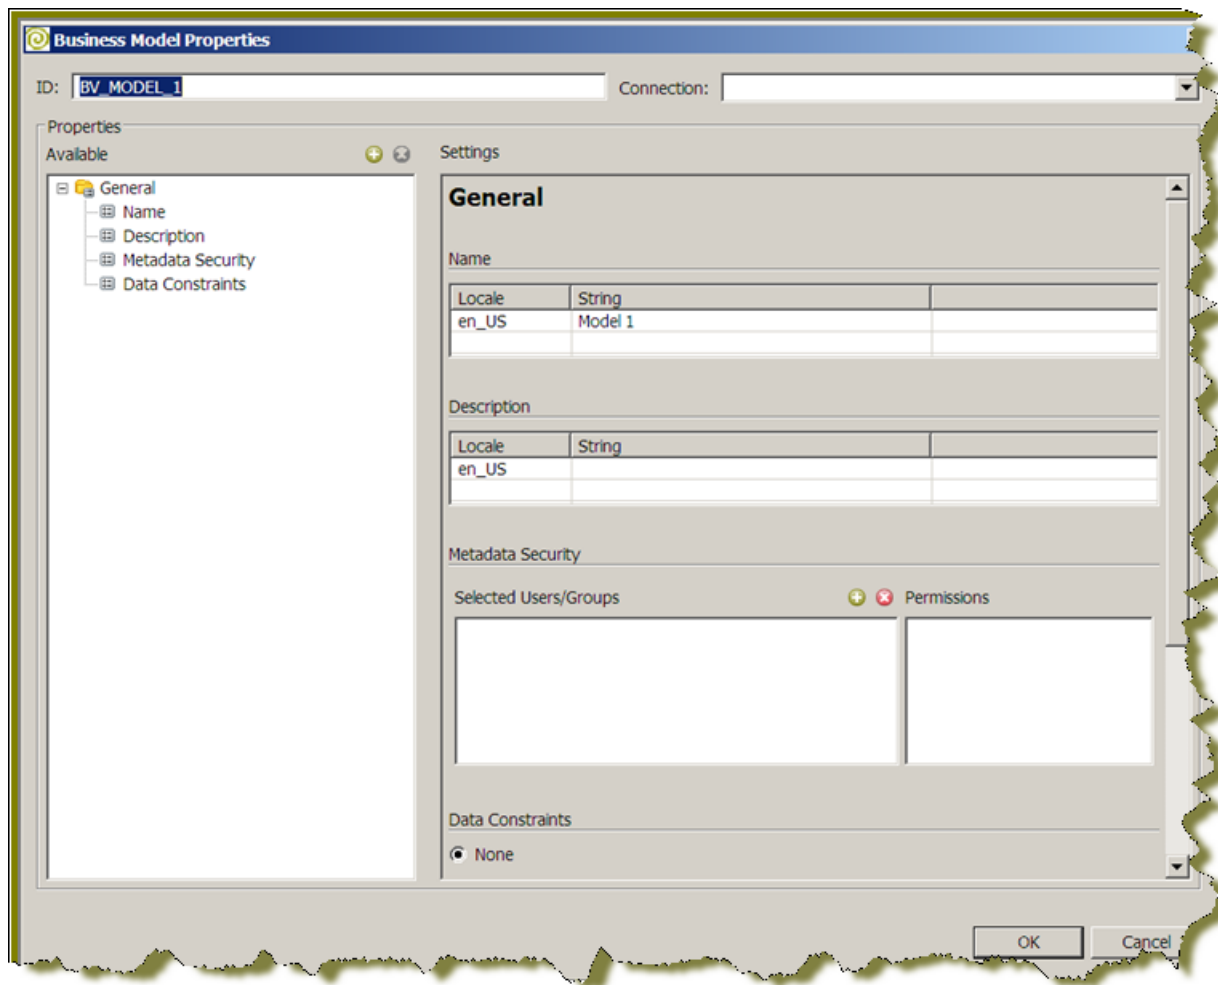 Business Model Properties
ID: BV_MODEL_1 Connection:
Properties
Available
Settings
General
Name
Description
Metadata Security
Data Constraints
General
Name
Locale String
en_US Model 1
Description
Locale String
en_US
Metadata Security
Selected Users/Groups Permissions
Data Constraints
None
OK Cancel